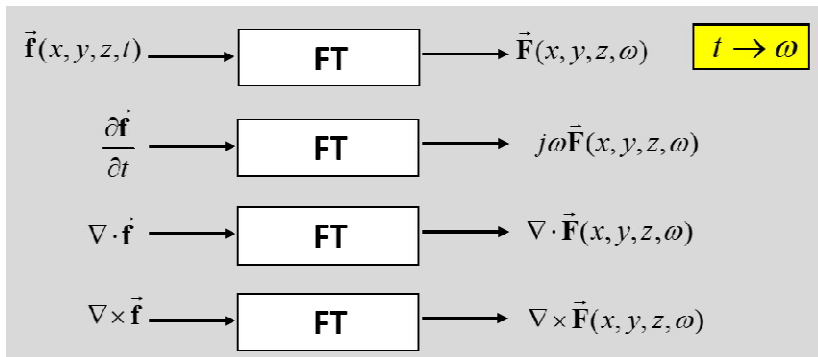 f⃗(x, y, z, t) FT F⃗(x, y, z, ω) t → ω
∂f⃗/∂t FT jωF⃗(x, y, z, ω)
∇·f⃗ FT ∇·F⃗(x, y, z, ω)
∇×f⃗ FT ∇×F⃗(x, y, z, ω)